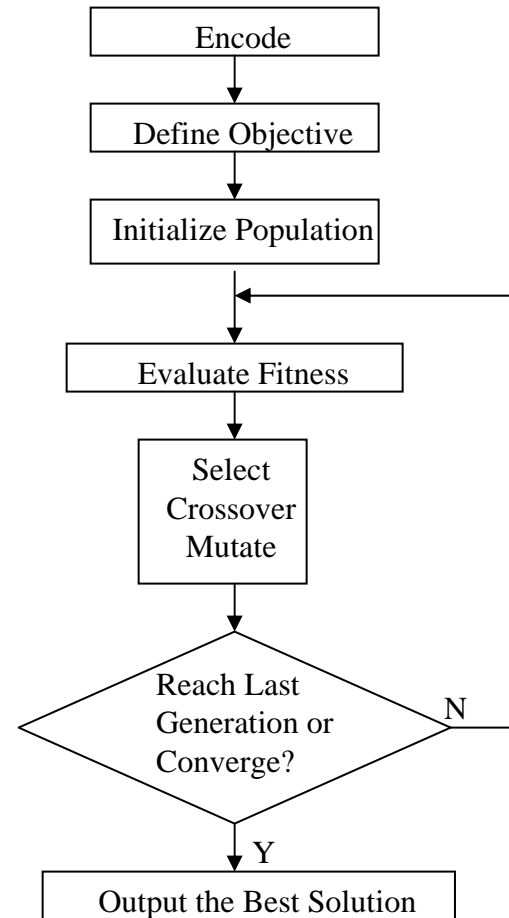 Encode
Define Objective
Initialize Population
Evaluate Fitness
Select
Crossover
Mutate
Reach Last
Generation or
Converge?
N
Y
Output the Best Solution